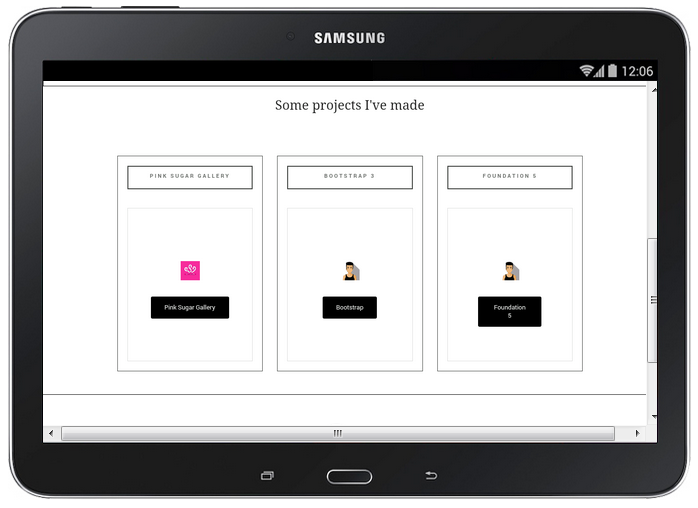 SAMSUNG
12:06
Some projects I've made
PINK SUGAR GALLERY
BOOTSTRAP 3
FOUNDATION 5
Pink Sugar Gallery
Bootstrap
Foundation
5